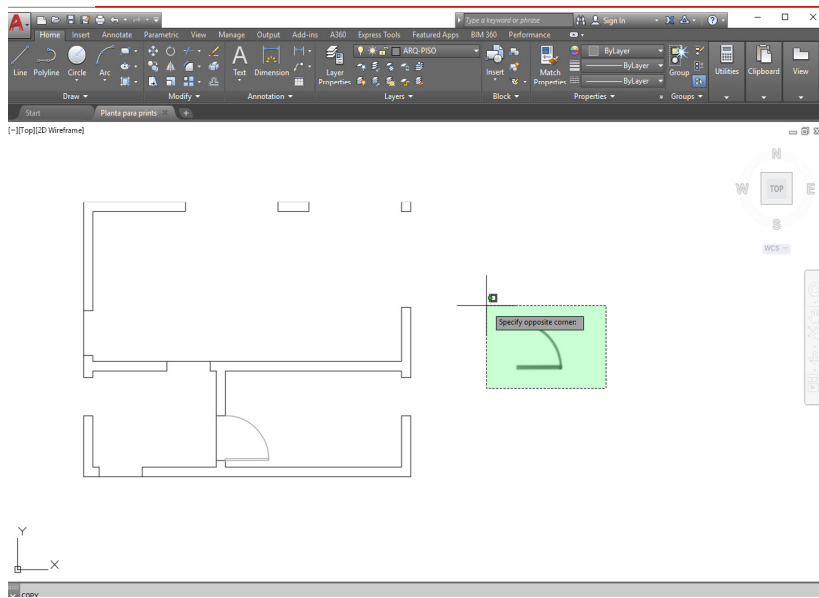 Type a keyword or phrase
Sign In
Home Insert Annotate Parametric View Manage Output Add-ins A360 Express Tools Featured Apps BIM 360 Performance
ARQ-PISO
ByLayer
ByLayer
ByLayer
Line Polyline Circle Arc Text Dimension Layer Properties Insert Match Properties Group Utilities Clipboard View
Draw Modify Annotation Layers Block Properties Groups
Start Planta para prints
[−][Top][2D Wireframe]
N
W TOP E
S
WCS
Specify opposite corner:
Y
X
COPY